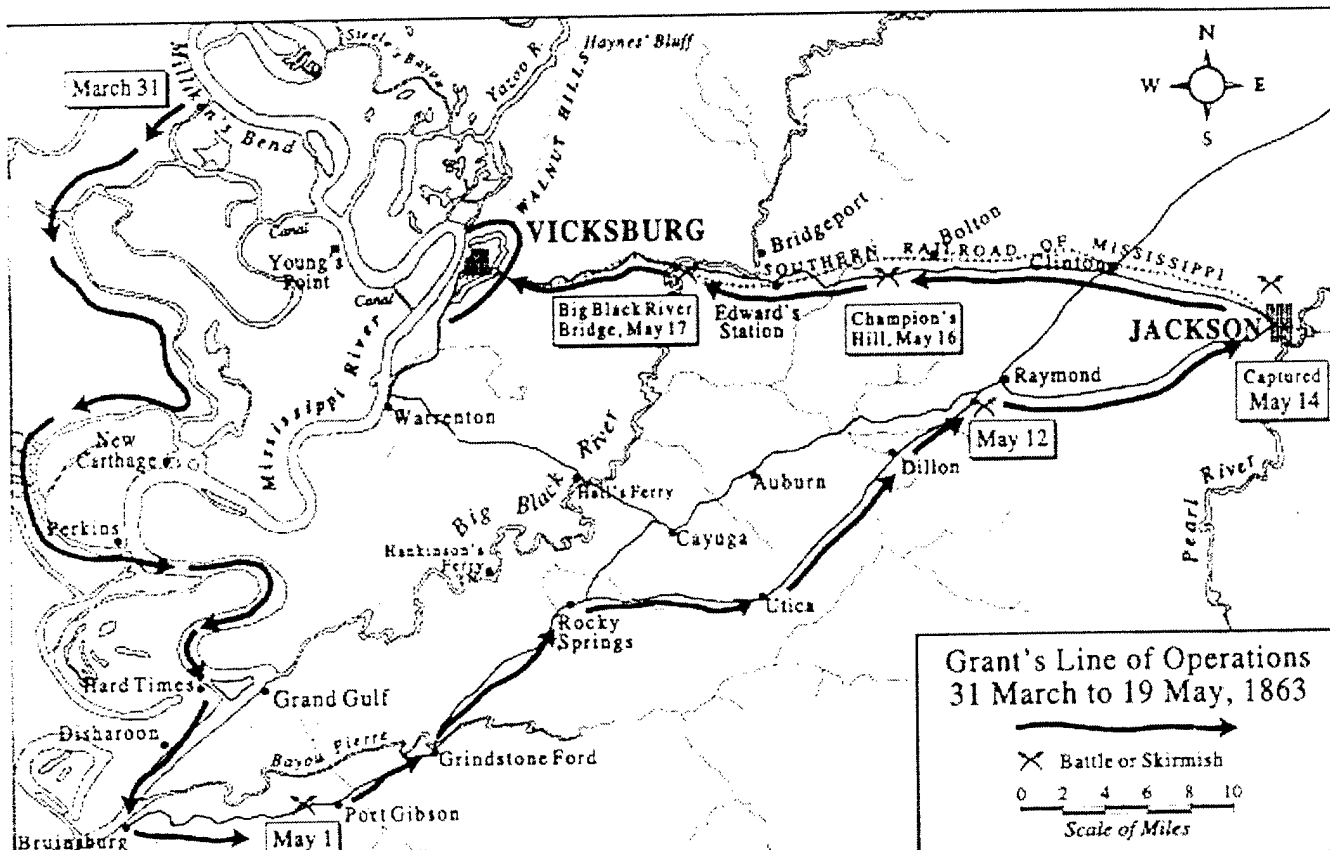 Steele's Bayou
Yazoo R.
Haynes' Bluff
WALNUT HILLS
N
W E
S
March 31
Milliken's Bend
Canal
Young's
Point
Canal
VICKSBURG
Bridgeport
Bolton
SOUTHERN RAILROAD OF MISSISSIPPI
Clinton
Big Black River
Bridge, May 17
Edward's
Station
Champion's
Hill, May 16
JACKSON
Captured
May 14
Mississippi River
Warrenton
Raymond
May 12
New
Carthage
Dillon
Auburn
Big Black River
Hall's Ferry
Cayuga
Pearl River
Perkins
Hankinson's
Ferry
Rocky
Springs
Utica
Hard Times
Grand Gulf
Disharoon
Bayou Pierre
Grindstone Ford
Port Gibson
Bruinsburg
May 1
Grant's Line of Operations
31 March to 19 May, 1863
Battle or Skirmish
0 2 4 6 8 10
Scale of Miles